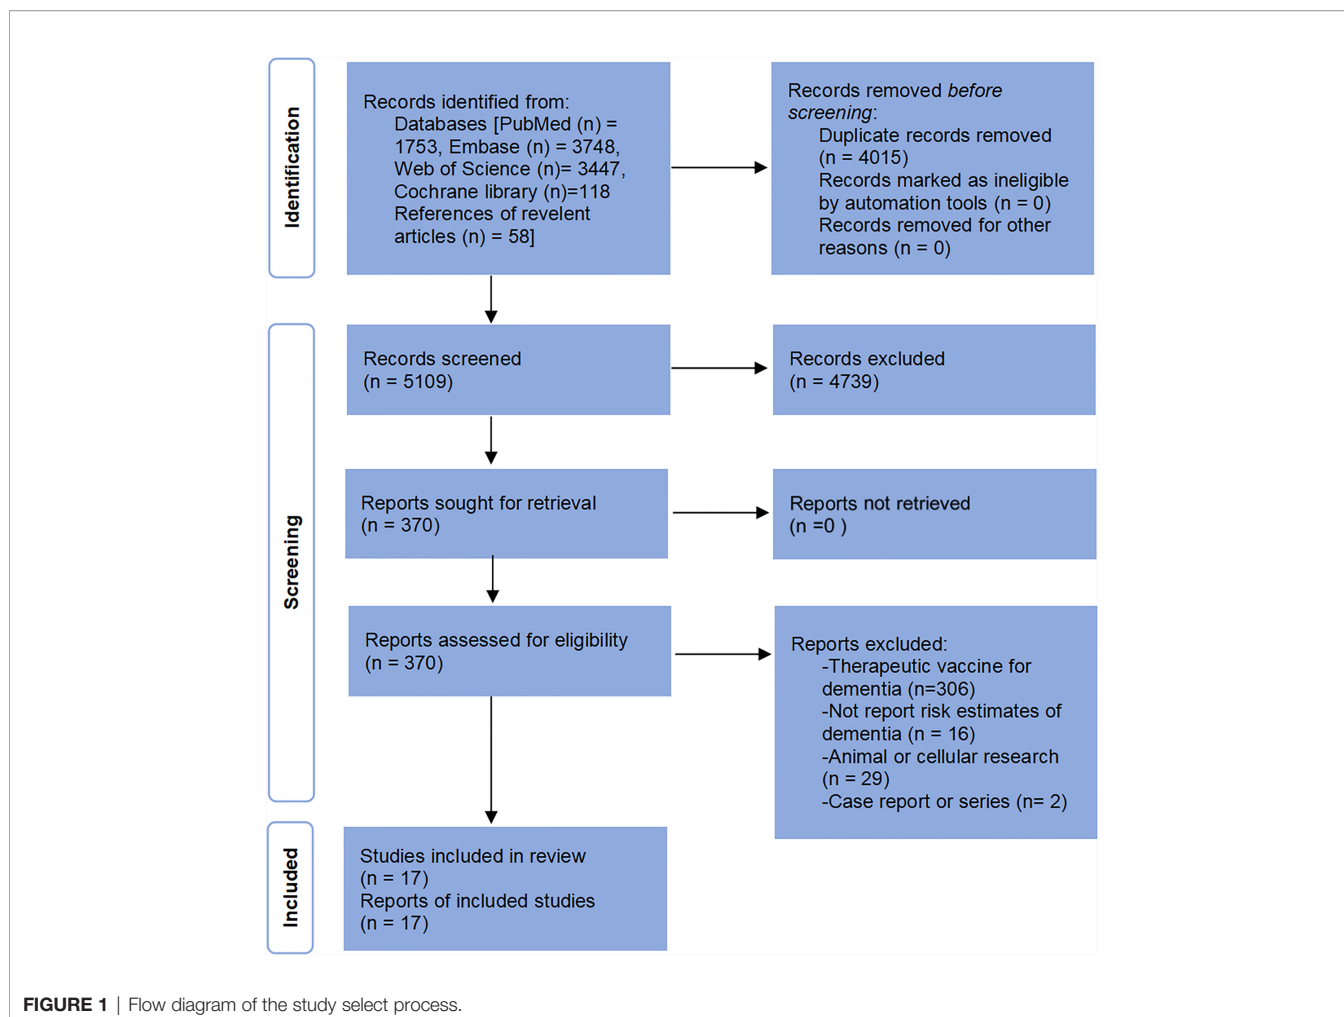 Identification
Records identified from:
Databases [PubMed (n) =
1753, Embase (n) = 3748,
Web of Science (n)= 3447,
Cochrane library (n)=118
References of revelent
articles (n) = 58]
Records removed before
screening:
Duplicate records removed
(n = 4015)
Records marked as ineligible
by automation tools (n = 0)
Records removed for other
reasons (n = 0)
Screening
Records screened
(n = 5109)
Records excluded
(n = 4739)
Reports sought for retrieval
(n = 370)
Reports not retrieved
(n =0 )
Reports assessed for eligibility
(n = 370)
Reports excluded:
-Therapeutic vaccine for
dementia (n=306)
-Not report risk estimates of
dementia (n = 16)
-Animal or cellular research
(n = 29)
-Case report or series (n= 2)
Included
Studies included in review
(n = 17)
Reports of included studies
(n = 17)
FIGURE 1 | Flow diagram of the study select process.